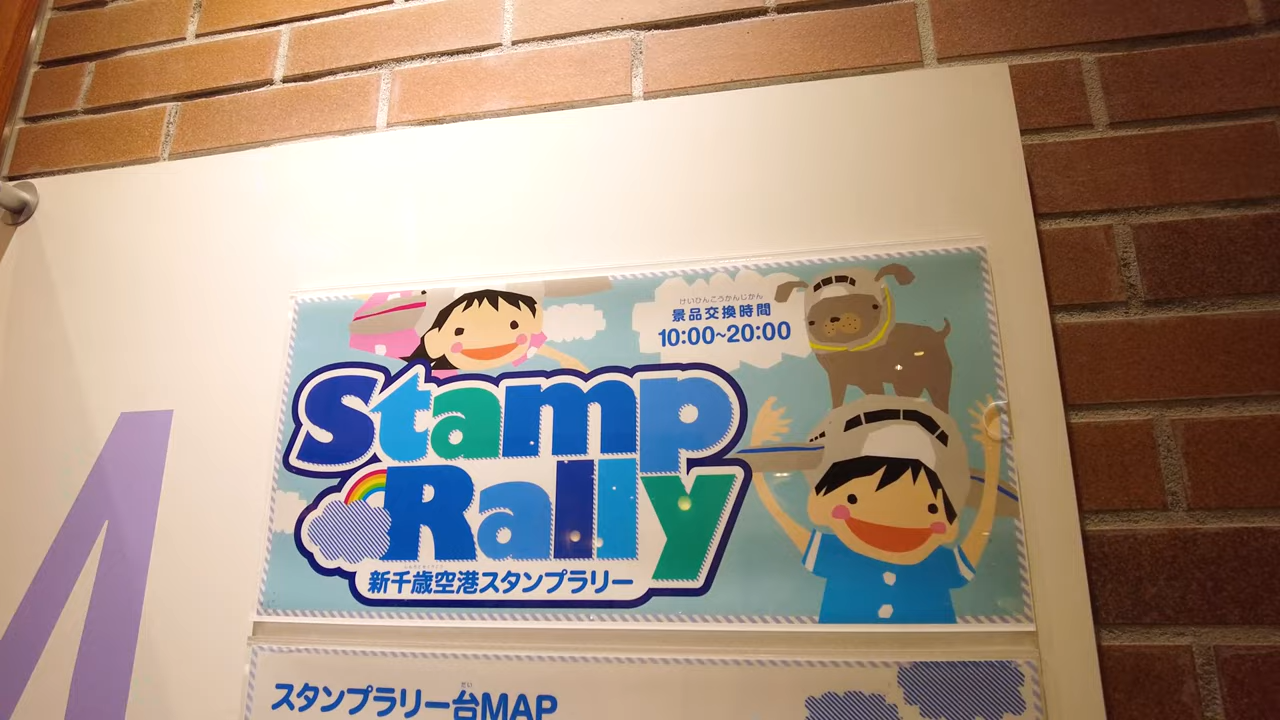 けいひんこうかんじかん
景品交換時間
10:00~20:00
Stamp
Rally
新千歳空港スタンプラリー
だい
スタンプラリー台MAP